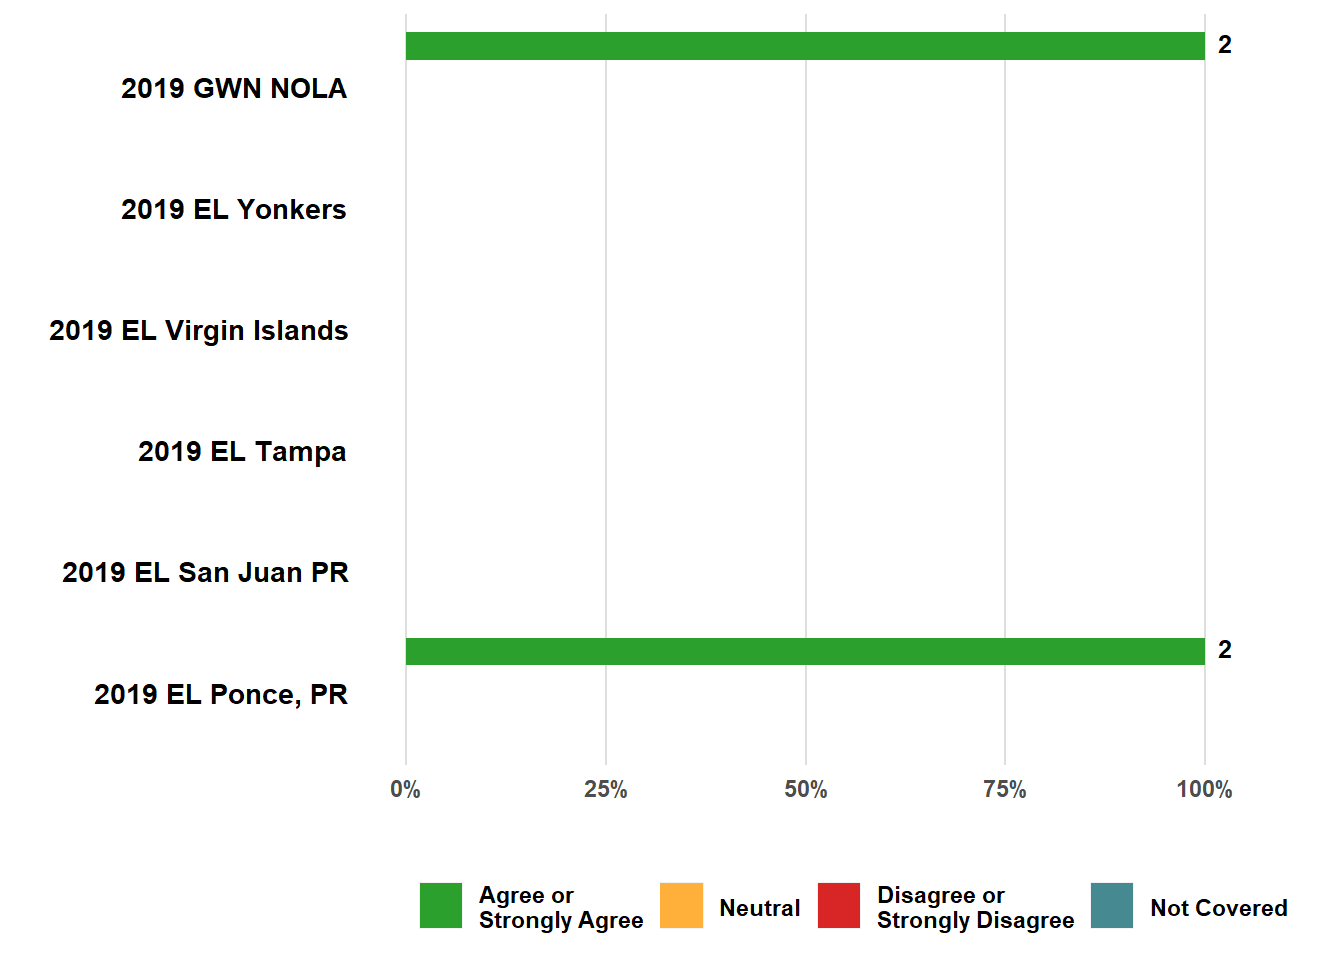 2
2019 GWN NOLA
2019 EL Yonkers
2019 EL Virgin Islands
2019 EL Tampa
2019 EL San Juan PR
2
2019 EL Ponce, PR
0% 25% 50% 75% 100%
Agree or
Strongly Agree
Neutral
Disagree or
Strongly Disagree
Not Covered